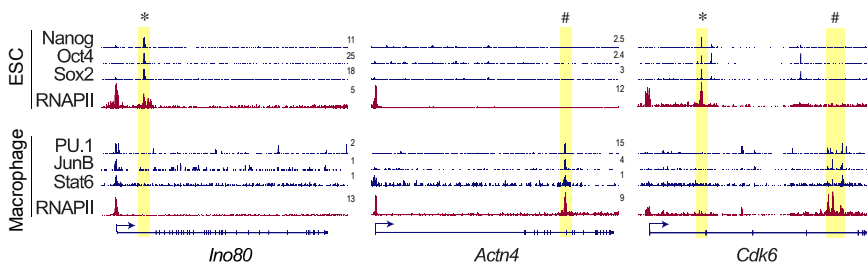 * # * #
ESC
Nanog 11 2.5
Oct4 25 2.4
Sox2 18 3
RNAPII 5 12
Macrophage
PU.1 2 15
JunB 1 4
Stat6 1 1
RNAPII 13 9
Ino80 Actn4 Cdk6